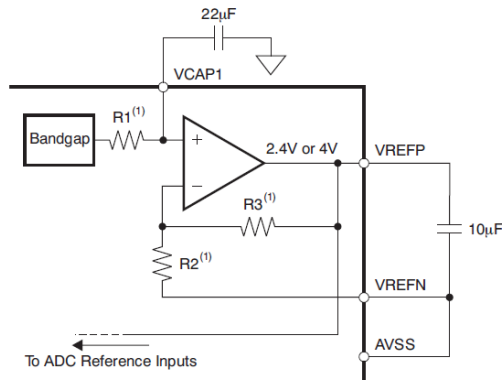 22µF
VCAP1
R1(1)
Bandgap
+
2.4V or 4V
VREFP
−
R3(1)
10µF
R2(1)
VREFN
AVSS
To ADC Reference Inputs